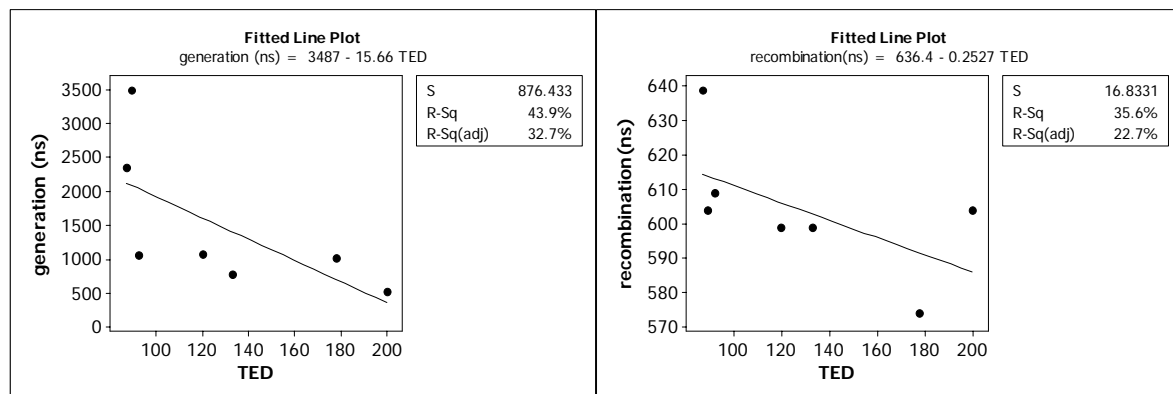 Fitted Line Plot
generation (ns) = 3487 - 15.66 TED
S 876.433
R-Sq 43.9%
R-Sq(adj) 32.7%
3500
3000
2500
2000
1500
1000
500
0
generation (ns)
100 120 140 160 180 200
TED
Fitted Line Plot
recombination(ns) = 636.4 - 0.2527 TED
S 16.8331
R-Sq 35.6%
R-Sq(adj) 22.7%
640
630
620
610
600
590
580
570
recombination(ns)
100 120 140 160 180 200
TED